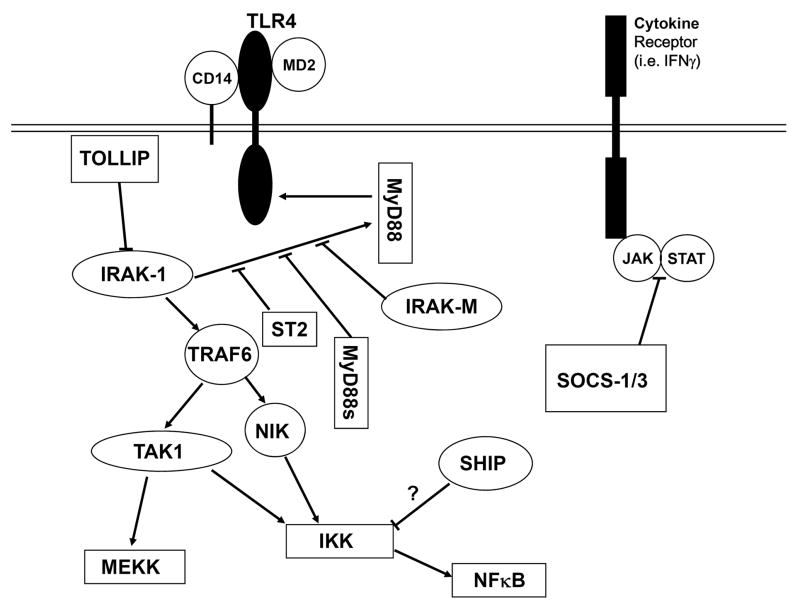 TLR4
CD14
MD2
Cytokine
Receptor
(i.e. IFNγ)
TOLLIP
MyD88
IRAK-1
JAK
STAT
IRAK-M
ST2
TRAF6
MyD88s
SOCS-1/3
NIK
TAK1
SHIP
?
IKK
MEKK
NFκB